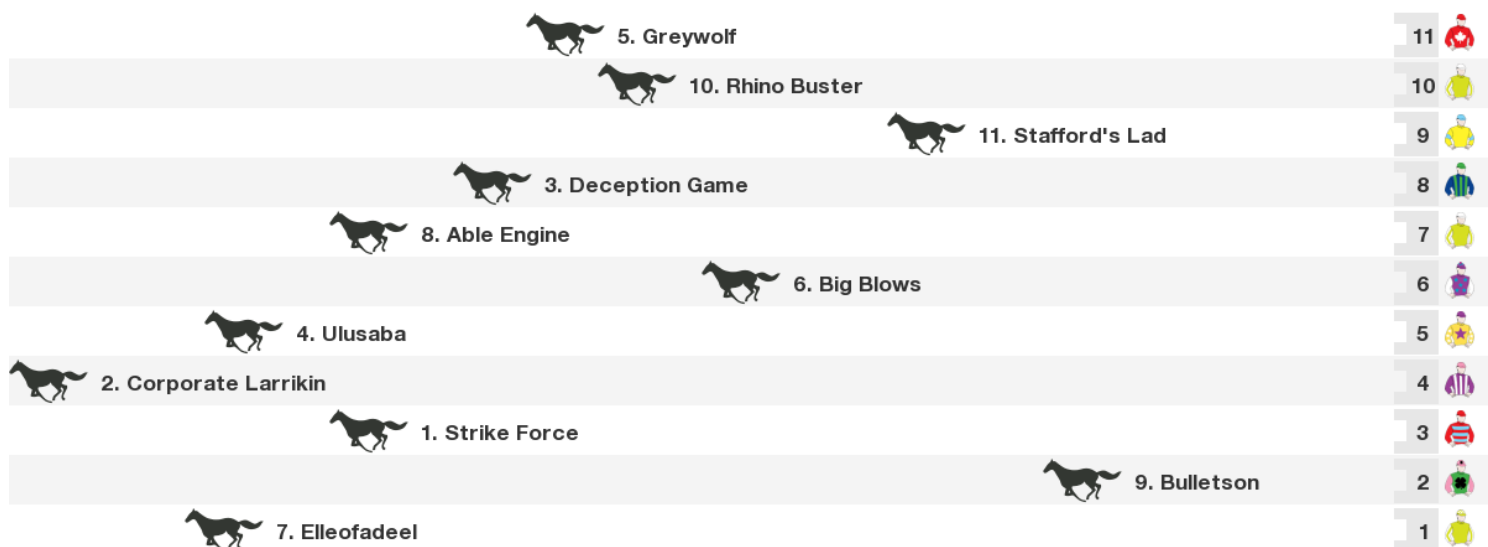 5. Greywolf 11
10. Rhino Buster 10
11. Stafford's Lad 9
3. Deception Game 8
8. Able Engine 7
6. Big Blows 6
4. Ulusaba 5
2. Corporate Larrikin 4
1. Strike Force 3
9. Bulletson 2
7. Elleofadeel 1